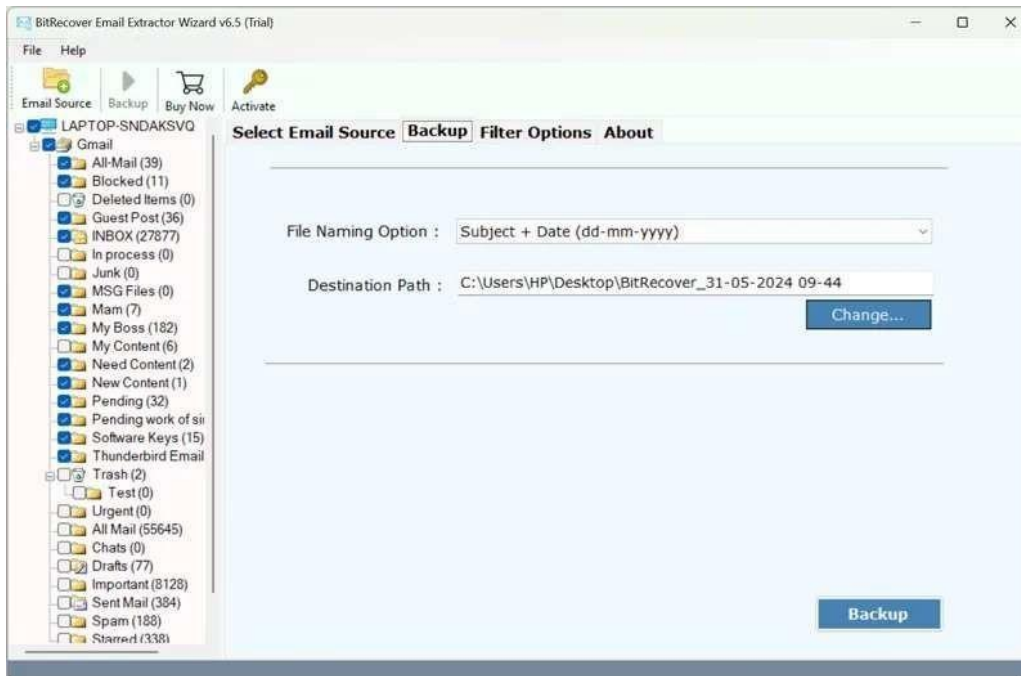 BitRecover Email Extractor Wizard v6.5 (Trial)
File Help
Email Source Backup Buy Now Activate
LAPTOP-SNDAKSVQ
Gmail
All-Mail (39)
Blocked (11)
Deleted Items (0)
Guest Post (36)
INBOX (27877)
In process (0)
Junk (0)
MSG Files (0)
Mam (7)
My Boss (182)
My Content (6)
Need Content (2)
New Content (1)
Pending (32)
Pending work of si
Software Keys (15)
Thunderbird Email
Trash (2)
Test (0)
Urgent (0)
All Mail (55645)
Chats (0)
Drafts (77)
Important (8128)
Sent Mail (384)
Spam (188)
Starred (338)
Select Email Source Backup Filter Options About
File Naming Option : Subject + Date (dd-mm-yyyy)
Destination Path : C:\Users\HP\Desktop\BitRecover_31-05-2024 09-44
Change...
Backup